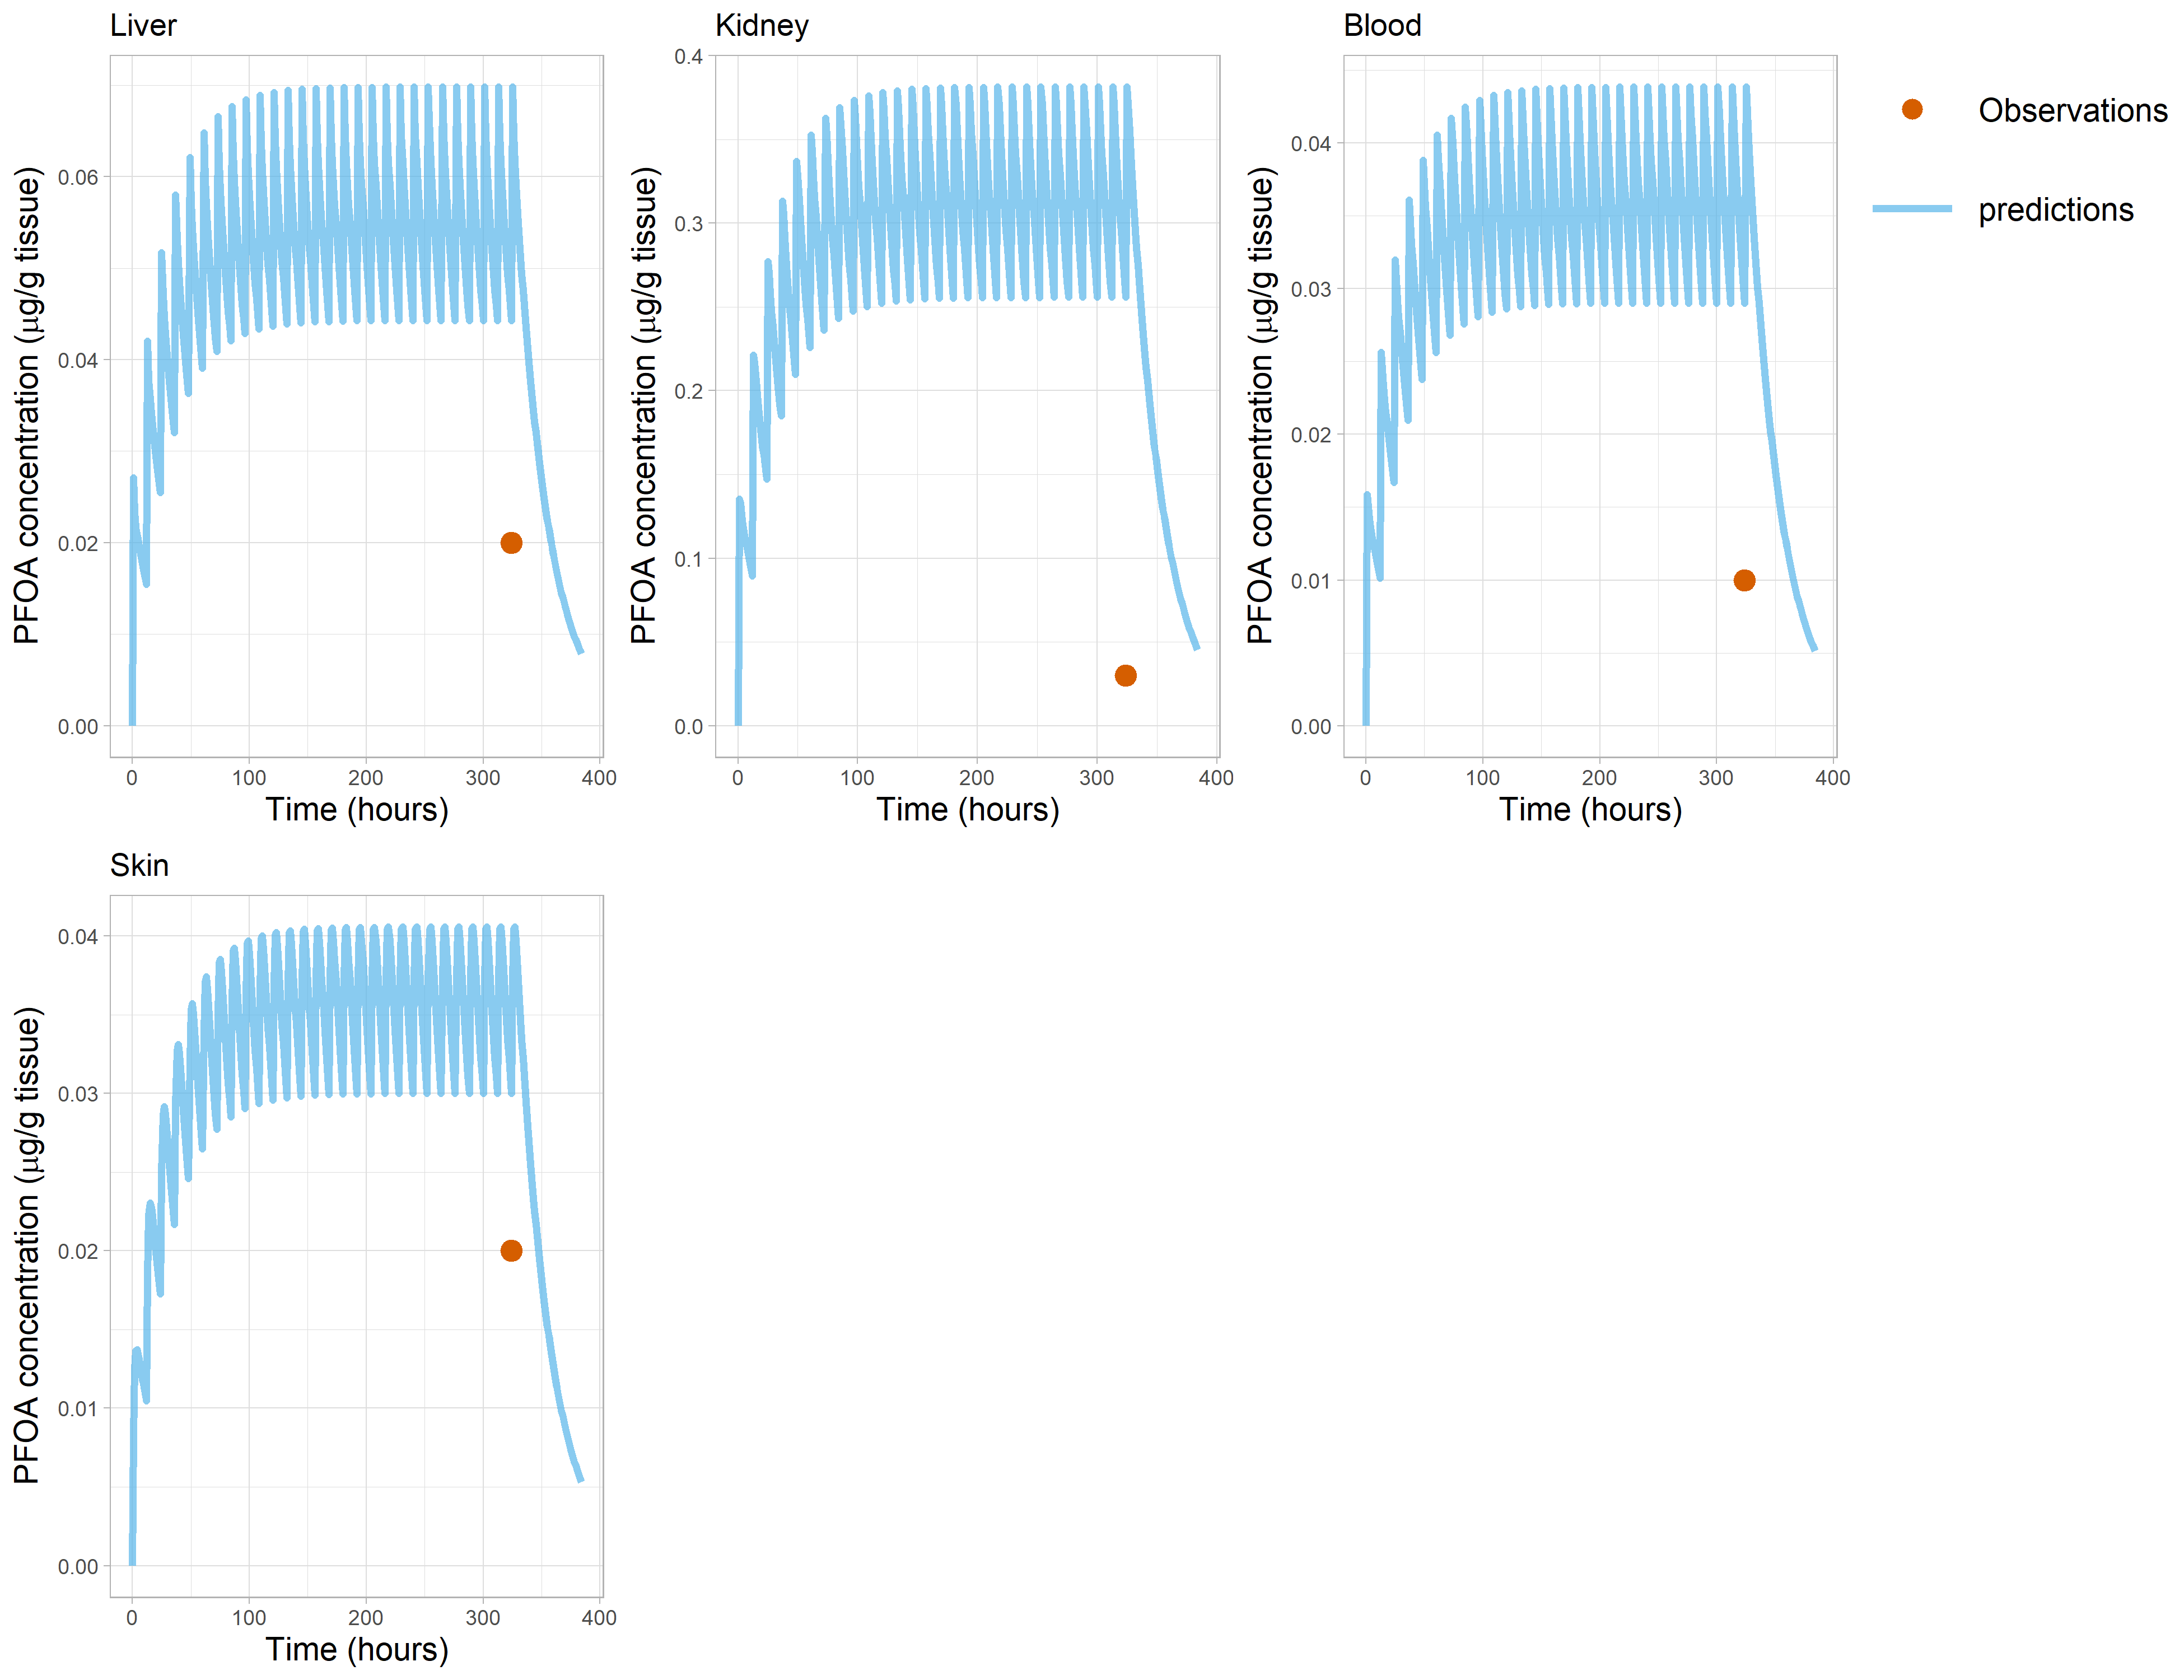 Liver
PFOA concentration (μg/g tissue)
0.06
0.04
0.02
0.00
0 100 200 300 400
Time (hours)
Kidney
PFOA concentration (μg/g tissue)
0.4
0.3
0.2
0.1
0.0
0 100 200 300 400
Time (hours)
Blood
PFOA concentration (μg/g tissue)
0.04
0.03
0.02
0.01
0.00
0 100 200 300 400
Time (hours)
Observations
predictions
Skin
PFOA concentration (μg/g tissue)
0.04
0.03
0.02
0.01
0.00
0 100 200 300 400
Time (hours)